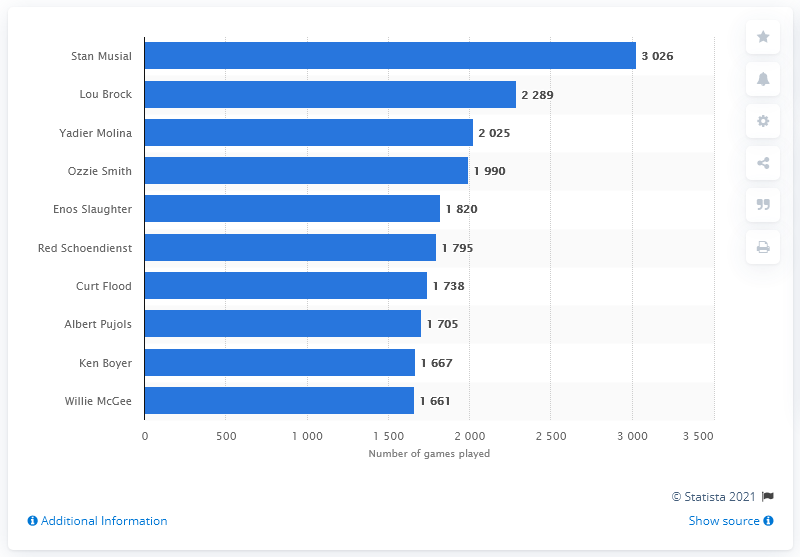 Stan Musial 3 026
Lou Brock 2 289
Yadier Molina 2 025
Ozzie Smith 1 990
Enos Slaughter 1 820
Red Schoendienst 1 795
Curt Flood 1 738
Albert Pujols 1 705
Ken Boyer 1 667
Willie McGee 1 661
0 500 1 000 1 500 2 000 2 500 3 000 3 500
Number of games played
© Statista 2021
Additional Information Show source